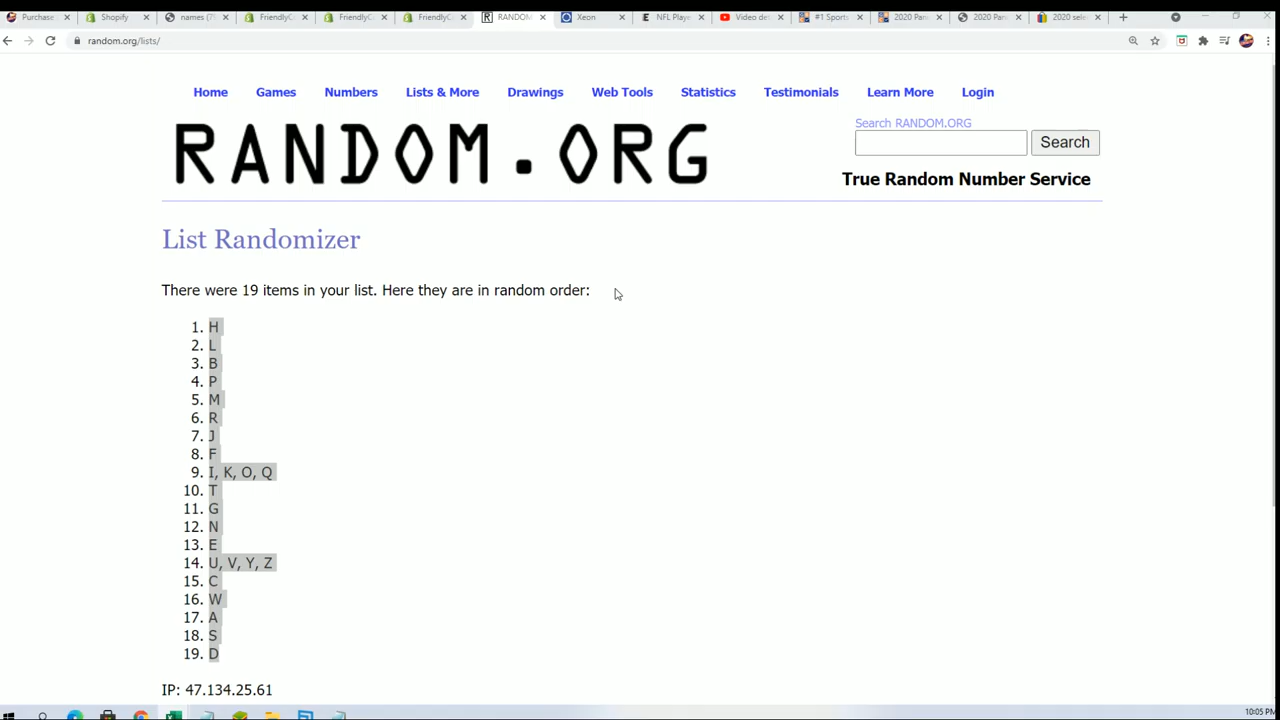 Purchase
Shopify
names (7
FriendlyC
FriendlyC
FriendlyC
RANDOM
Xeon
NFL Playe
Video de
#1 Sports
2020 Pan
2020 Pan
2020 sele
random.org/lists/
Home Games Numbers Lists & More Drawings Web Tools Statistics Testimonials Learn More Login
RANDOM.ORG
Search RANDOM.ORG
Search
True Random Number Service
List Randomizer
There were 19 items in your list. Here they are in random order:
1. H
2. L
3. B
4. P
5. M
6. R
7. J
8. F
9. I, K, O, Q
10. T
11. G
12. N
13. E
14. U, V, Y, Z
15. C
16. W
17. A
18. S
19. D
IP: 47.134.25.61
10:05 PM